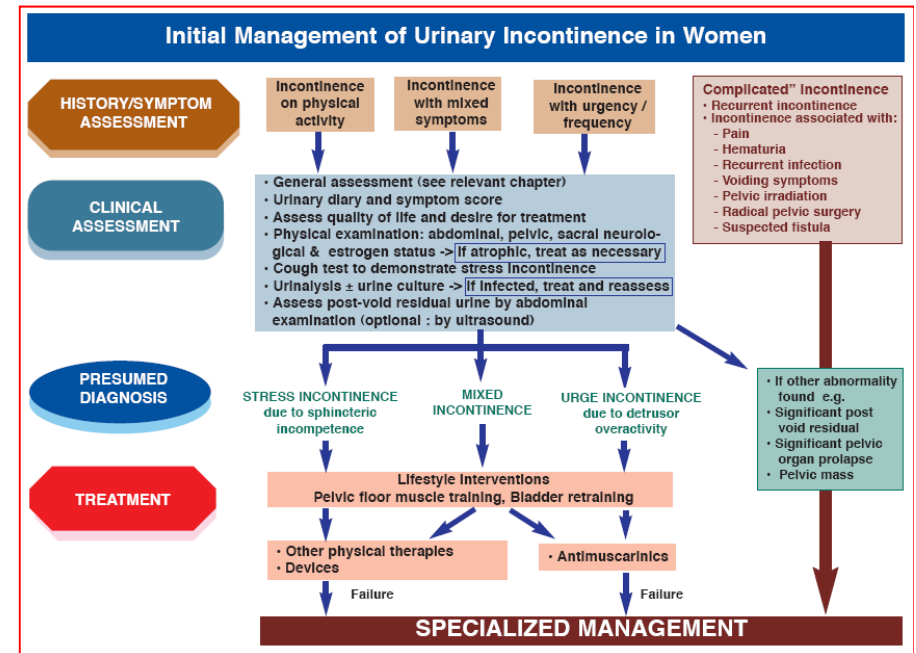 Initial Management of Urinary Incontinence in Women
HISTORY/SYMPTOM
ASSESSMENT
Incontinence
on physical
activity
Incontinence
with mixed
symptoms
Incontinence
with urgency /
frequency
Complicated” Incontinence
• Recurrent incontinence
• Incontinence associated with:
- Pain
- Hematuria
- Recurrent infection
- Voiding symptoms
- Pelvic irradiation
- Radical pelvic surgery
- Suspected fistula
CLINICAL
ASSESSMENT
• General assessment (see relevant chapter)
• Urinary diary and symptom score
• Assess quality of life and desire for treatment
• Physical examination: abdominal, pelvic, sacral neurolo-
gical & estrogen status -> If atrophic, treat as necessary
• Cough test to demonstrate stress incontinence
• Urinalysis ± urine culture -> If infected, treat and reassess
• Assess post-void residual urine by abdominal
examination (optional : by ultrasound)
PRESUMED
DIAGNOSIS
STRESS INCONTINENCE
due to sphincteric
incompetence
MIXED
INCONTINENCE
URGE INCONTINENCE
due to detrusor
overactivity
• If other abnormality
found e.g.
• Significant post
void residual
• Significant pelvic
organ prolapse
• Pelvic mass
TREATMENT
Lifestyle Interventions
Pelvic floor muscle training, Bladder retraining
• Other physical therapies
• Devices
• Antimuscarinics
Failure
Failure
SPECIALIZED MANAGEMENT